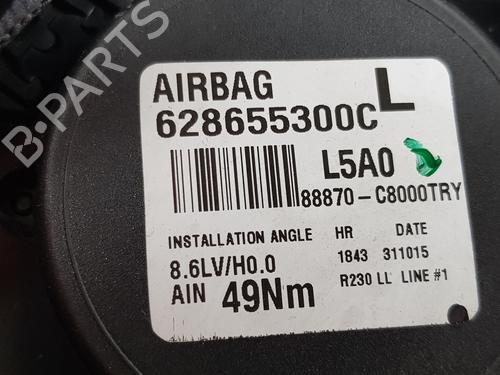 AIRBAG L
628655300C
L5A0
88870-C8000TRY
INSTALLATION ANGLE HR DATE
8.6LV/H0.0 1843 311015
AIN 49Nm R230 LL LINE #1
B-PARTS